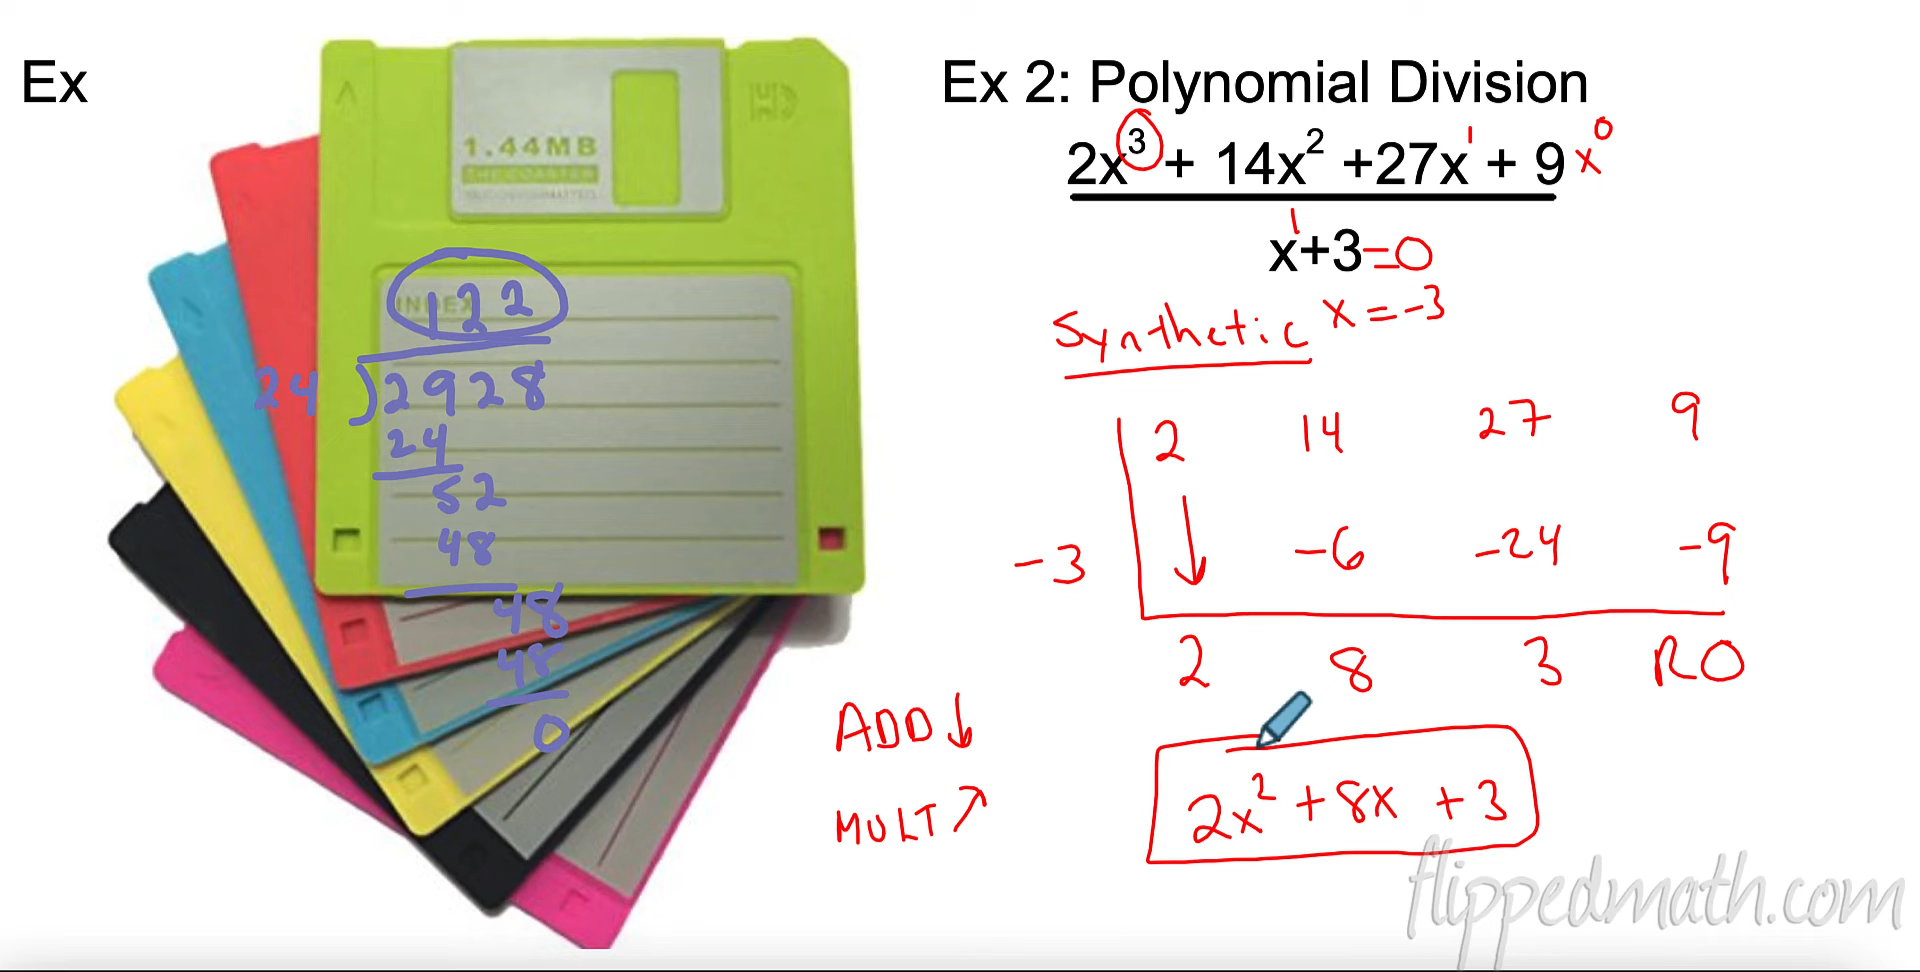 Ex
1.44MB
INDEX
122
24)2928
24
52
48
48
48
0
Ex 2: Polynomial Division
2x³ + 14x² +27x¹ + 9x⁰
x¹+3=0
Synthetic x = -3
2 14 27 9
-3 -6 -24 -9
2 8 3 R0
ADD↓
MULT↗
2x² + 8x + 3
flippedmath.com